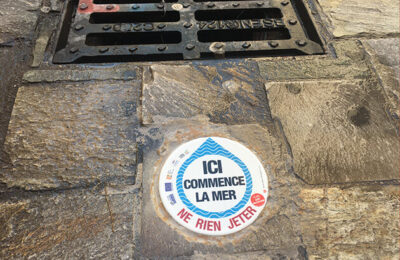 ICI
COMMENCE
LA MER
NE RIEN JETER